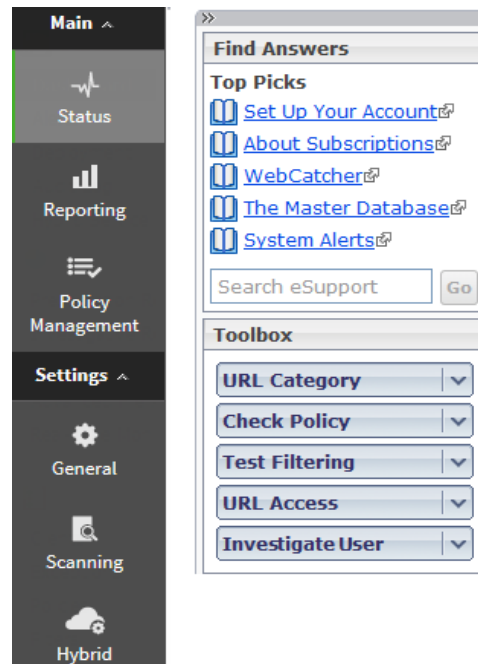 Main
Status
Reporting
Policy
Management
Settings
General
Scanning
Hybrid
Find Answers
Top Picks
Set Up Your Account
About Subscriptions
WebCatcher
The Master Database
System Alerts
Search eSupport
Go
Toolbox
URL Category
Check Policy
Test Filtering
URL Access
Investigate User